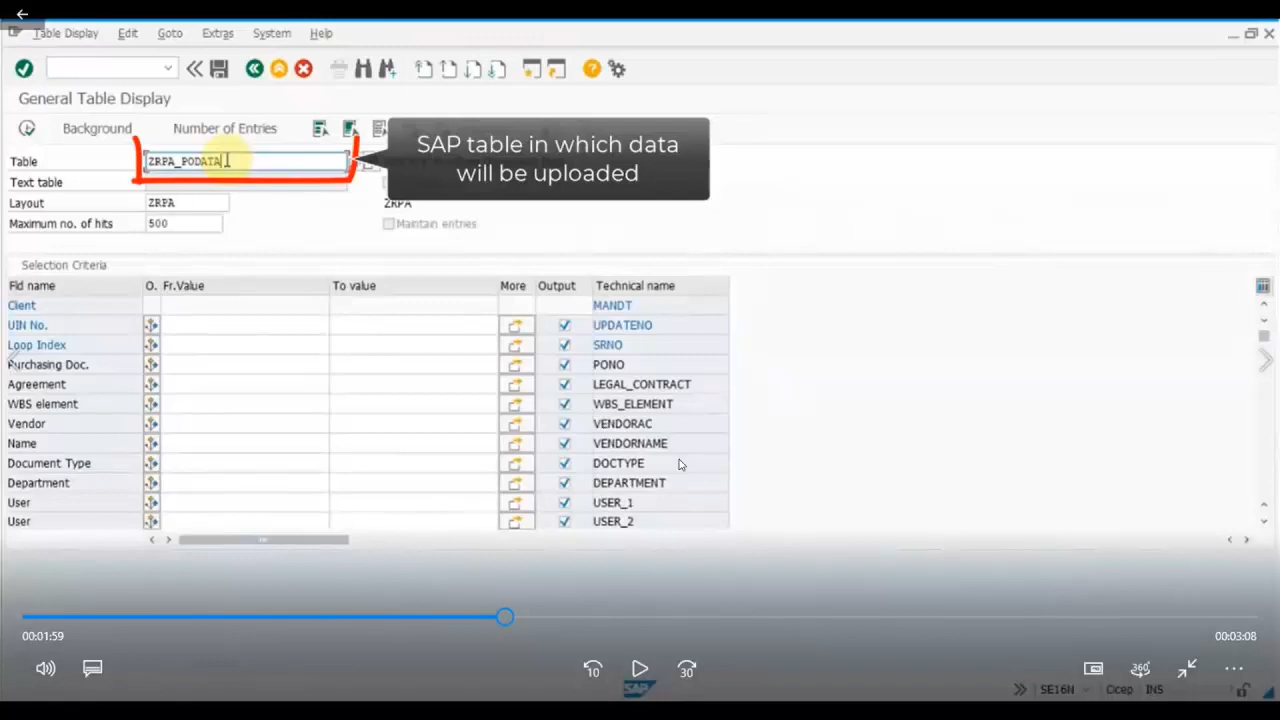 Table Display Edit Goto Extras System Help
General Table Display
Background Number of Entries
SAP table in which data
will be uploaded
Table ZRPA_PODATA
Text table
Layout ZRPA ZRPA
Maximum no. of hits 500 Maintain entries
Selection Criteria
Fld name O. Fr.Value To value More Output Technical name
Client MANDT
UIN No. UPDATENO
Loop Index SRNO
Purchasing Doc. PONO
Agreement LEGAL_CONTRACT
WBS element WBS_ELEMENT
Vendor VENDORAC
Name VENDORNAME
Document Type DOCTYPE
Department DEPARTMENT
User USER_1
User USER_2
00:01:59 00:03:08
10 30 360
SAP SE16N Cicep INS